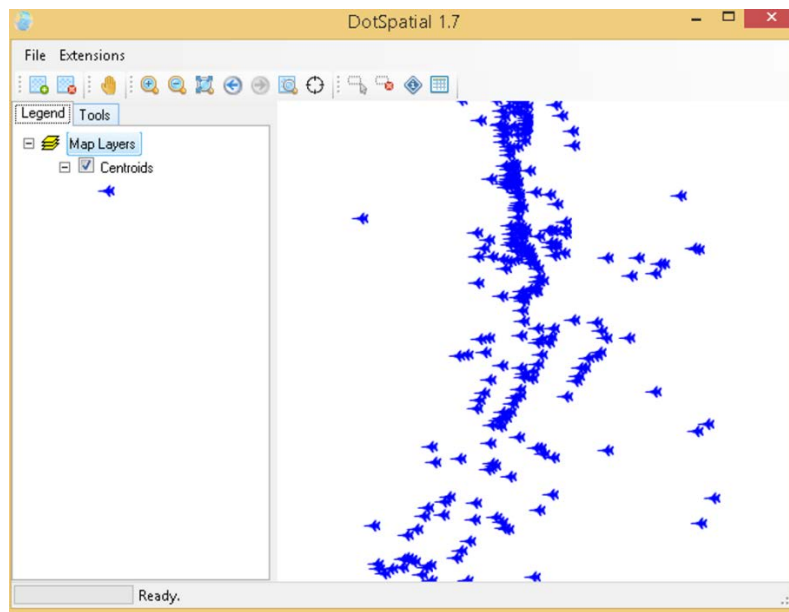 DotSpatial 1.7
File Extensions
Legend Tools
Map Layers
Centroids
Ready.